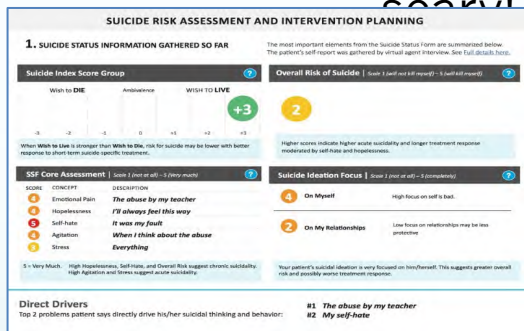 scary!
SUICIDE RISK ASSESSMENT AND INTERVENTION PLANNING
1. SUICIDE STATUS INFORMATION GATHERED SO FAR
The most important elements from the Suicide Status Form are summarized below.
The patient's self-report was gathered by virtual agent interview. See Full details here.
Suicide Index Score Group ?
Wish to DIE Ambivalence WISH TO LIVE
+3
-3 -2 -1 0 +1 +2 +3
When Wish to Live is stronger than Wish to Die, risk for suicide may be lower with better
response to short term suicide specific treatment.
Overall Risk of Suicide | Scale 1 (will not kill myself) – 5 (will kill myself) ?
2
Higher scores indicate higher acute suicidality and longer treatment response
moderated by self-hate and hopelessness.
SSF Core Assessment | Scale 1 (not at all) – 5 (Very much) ?
SCORE CONCEPT DESCRIPTION
4 Emotional Pain The abuse by my teacher
4 Hopelessness I'll always feel this way
5 Self-hate It was my fault
4 Agitation When I think about the abuse
3 Stress Everything
5 = Very Much. High Hopelessness, Self-Hate, and Overall Risk suggest chronic suicidality.
High Agitation and Stress suggest acute suicidality.
Suicide Ideation Focus | Scale 1 (not at all) – 5 (completely) ?
4 On Myself High focus on self is bad.
2 On My Relationships Low focus on relationships may be less
protective
Your patient's suicidal ideation is very focused on him/herself. This suggests greater overall
risk and possibly worse treatment response.
Direct Drivers
Top 2 problems patient says directly drive his/her suicidal thinking and behavior:
#1 The abuse by my teacher
#2 My self-hate